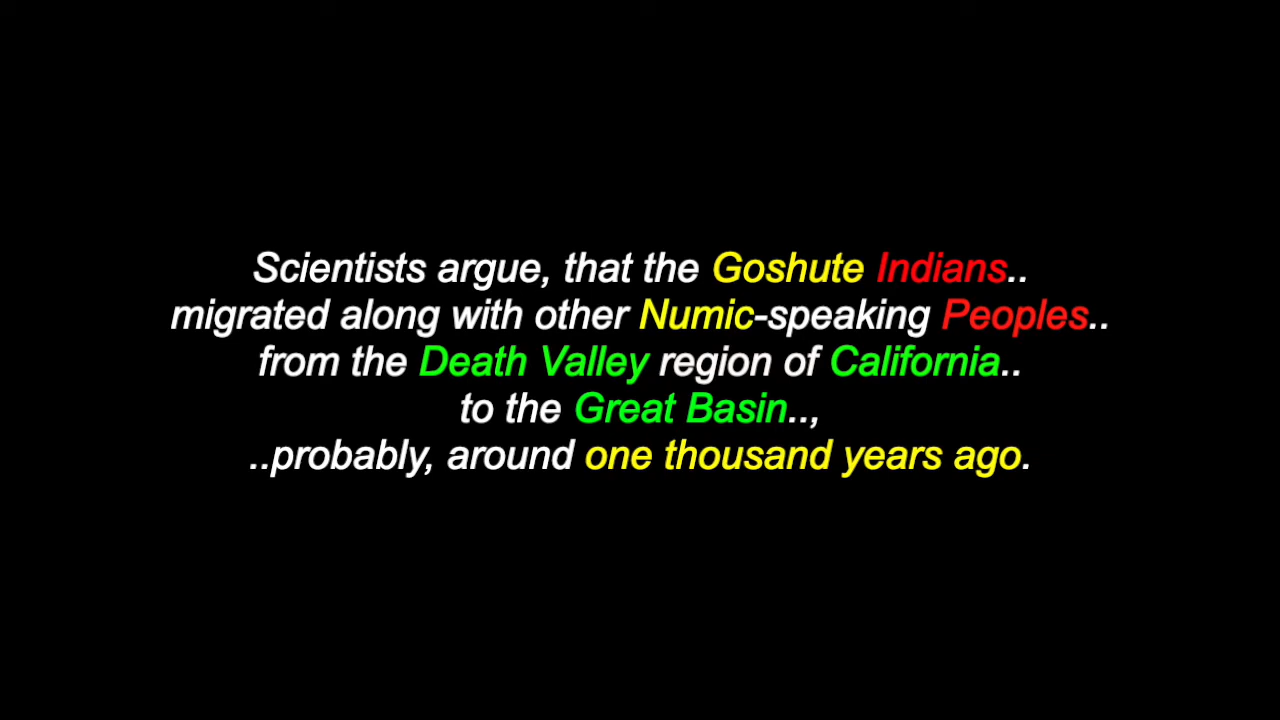 Scientists argue, that the Goshute Indians..
migrated along with other Numic-speaking Peoples..
from the Death Valley region of California..
to the Great Basin..,
..probably, around one thousand years ago.